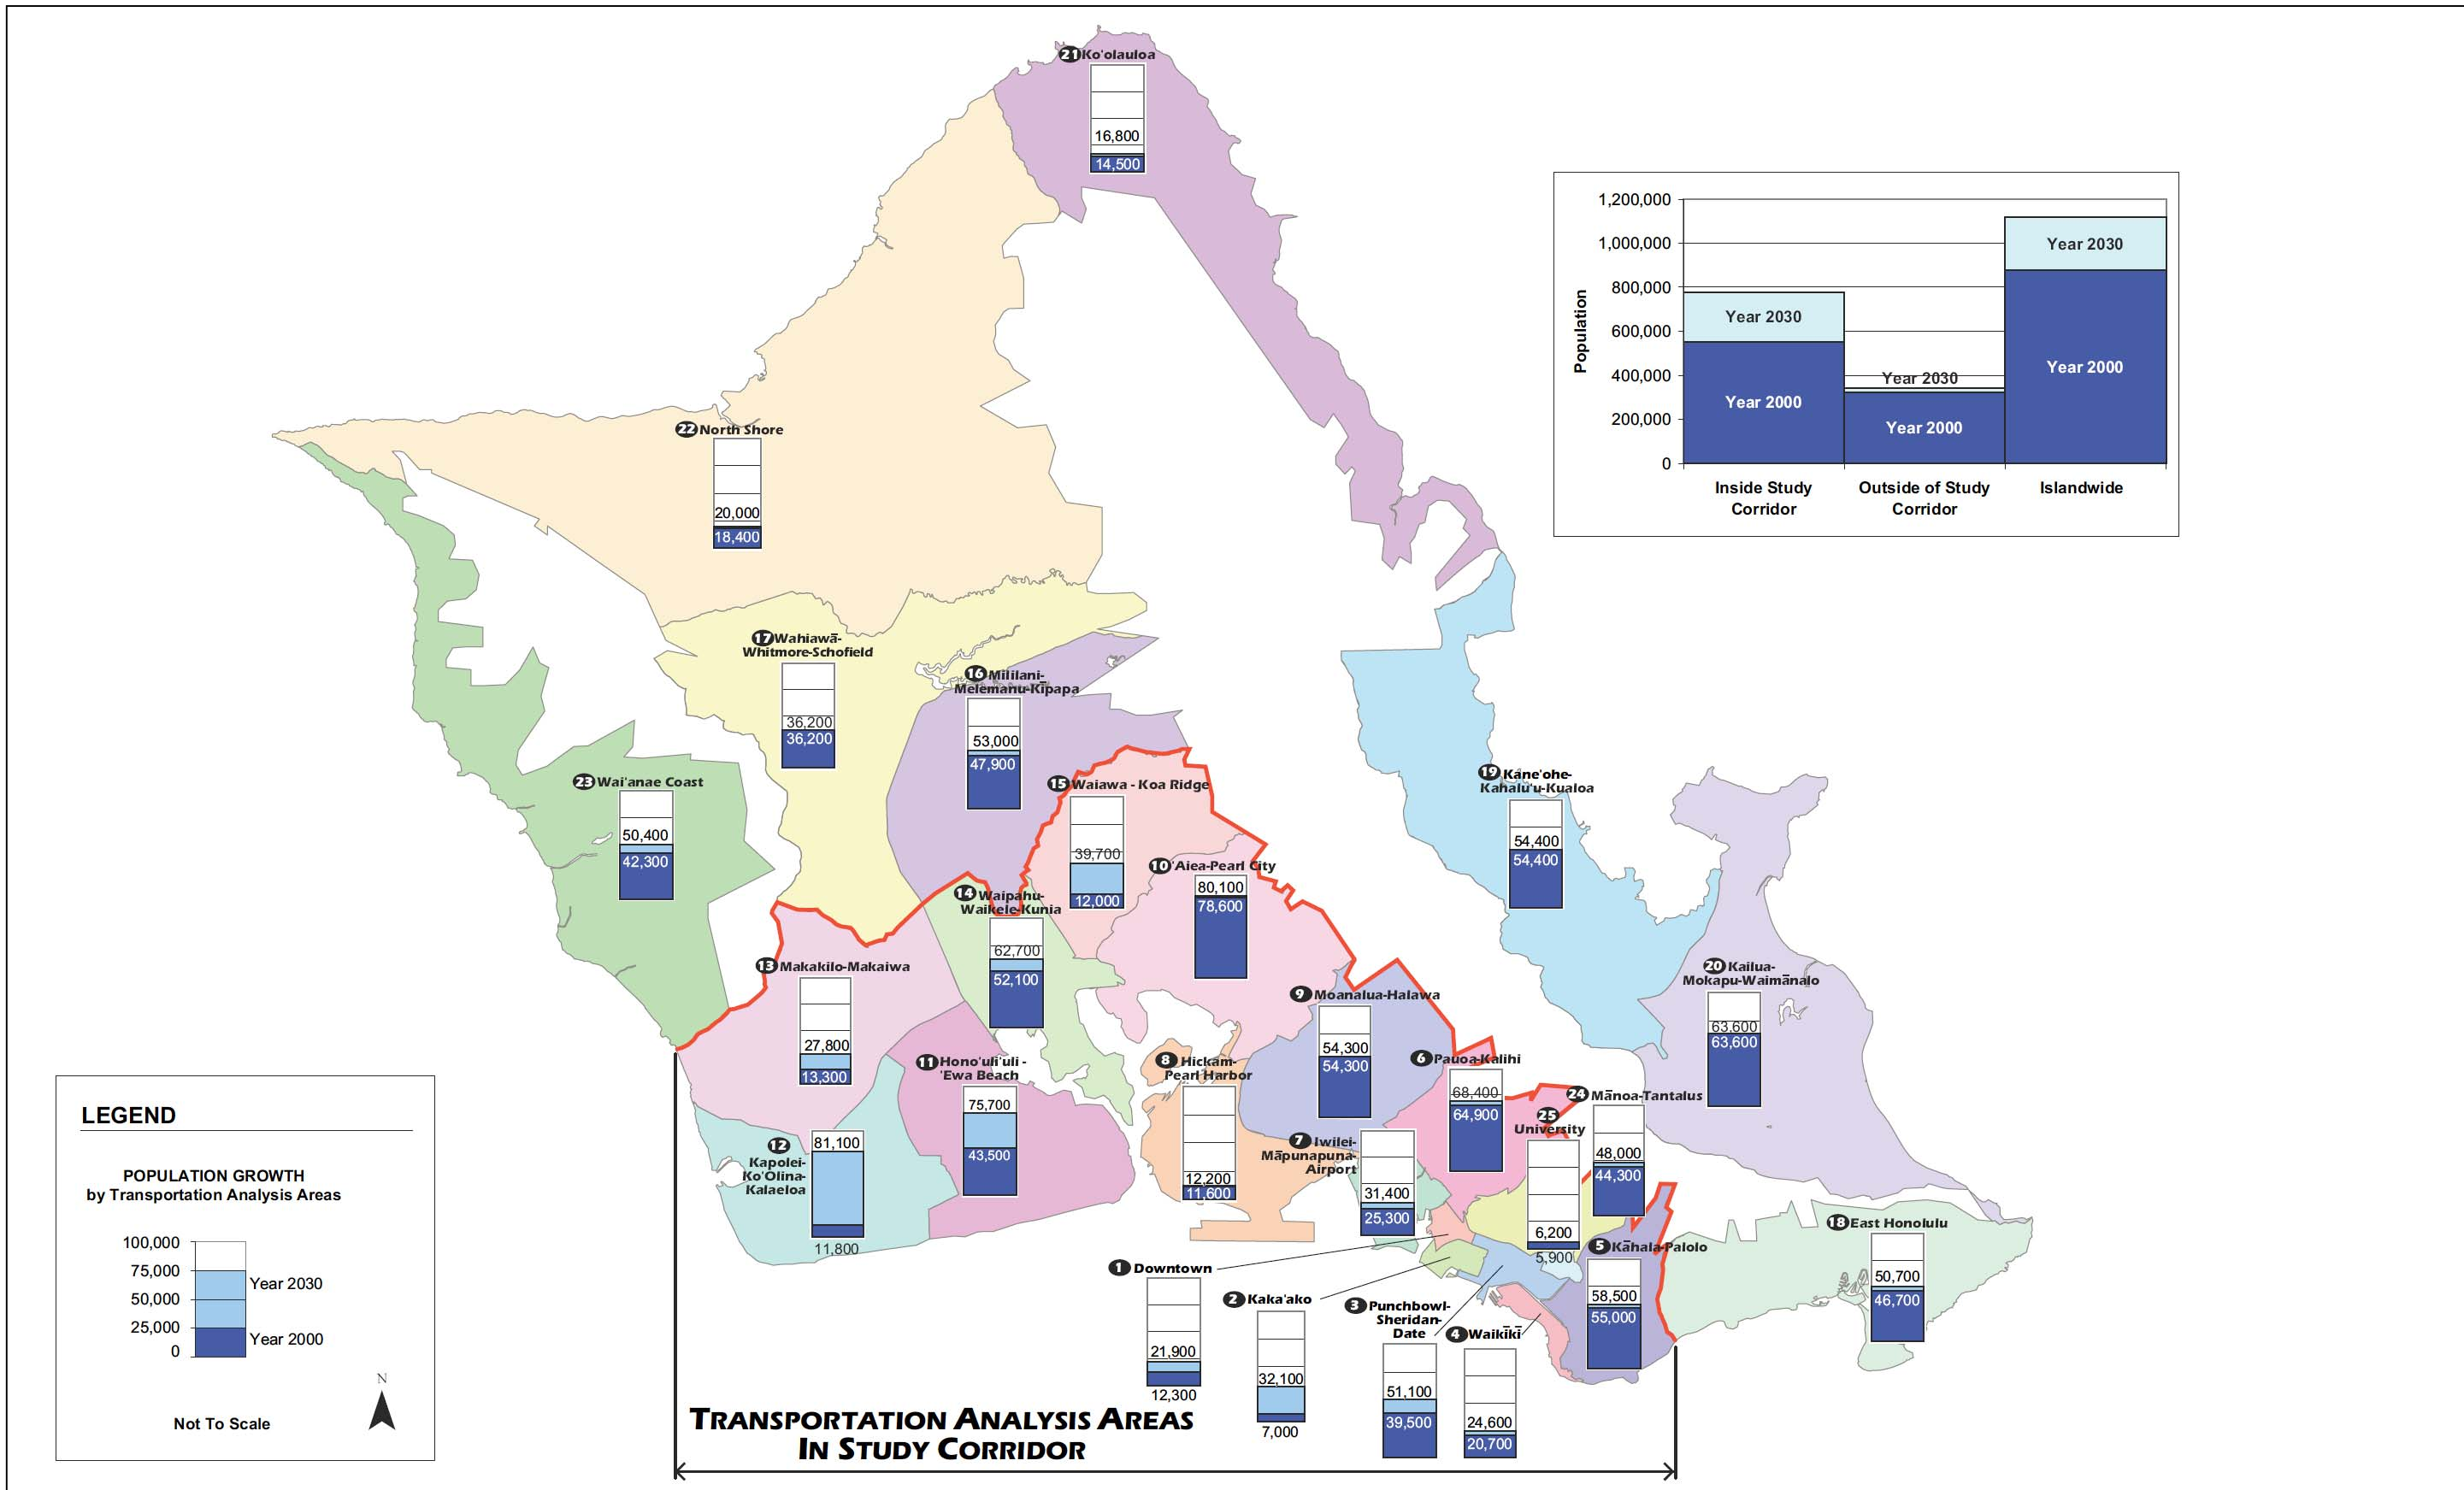 21 Ko'olauloa
16,800
14,500
22 North Shore
20,000
18,400
1,200,000
1,000,000
800,000
600,000
400,000
200,000
0
Population
Year 2030
Year 2000
Year 2030
Year 2000
Year 2030
Year 2000
Inside Study
Corridor
Outside of Study
Corridor
Islandwide
17 Wahiawā-
Whitmore-Schofield
36,200
36,200
16 Mililani-
Melemanu-Kīpapa
53,000
47,900
23 Wai'anae Coast
50,400
42,300
15 Waiawa - Koa Ridge
39,700
12,000
19 Kāne'ohe-
Kahalu'u-Kualoa
54,400
54,400
10 'Aiea-Pearl City
80,100
78,600
14 Waipahu-
Waikele-Kunia
62,700
52,100
13 Makakilo-Makaiwa
27,800
13,300
20 Kailua-
Mokapu-Waimānalo
63,600
63,600
9 Moanalua-Halawa
54,300
54,300
11 Hono'uli'uli -
'Ewa Beach
75,700
43,500
8 Hickam-
Pearl Harbor
12,200
11,600
6 Pauoa-Kalihi
68,400
64,900
24 Mānoa-Tantalus
48,000
44,300
25
University
6,200
5,900
12
Kapolei-
Ko'Olina-
Kalaeloa
81,100
11,800
7 Iwilei-
Māpunapuna-
Airport
31,400
25,300
18 East Honolulu
50,700
46,700
5 Kāhala-Palolo
58,500
55,000
1 Downtown
21,900
12,300
2 Kaka'ako
32,100
7,000
3 Punchbowl-
Sheridan-
Date
51,100
39,500
4 Waikīkī
24,600
20,700
LEGEND
POPULATION GROWTH
by Transportation Analysis Areas
100,000
75,000
50,000
25,000
0
Year 2030
Year 2000
N
Not To Scale
TRANSPORTATION ANALYSIS AREAS
IN STUDY CORRIDOR